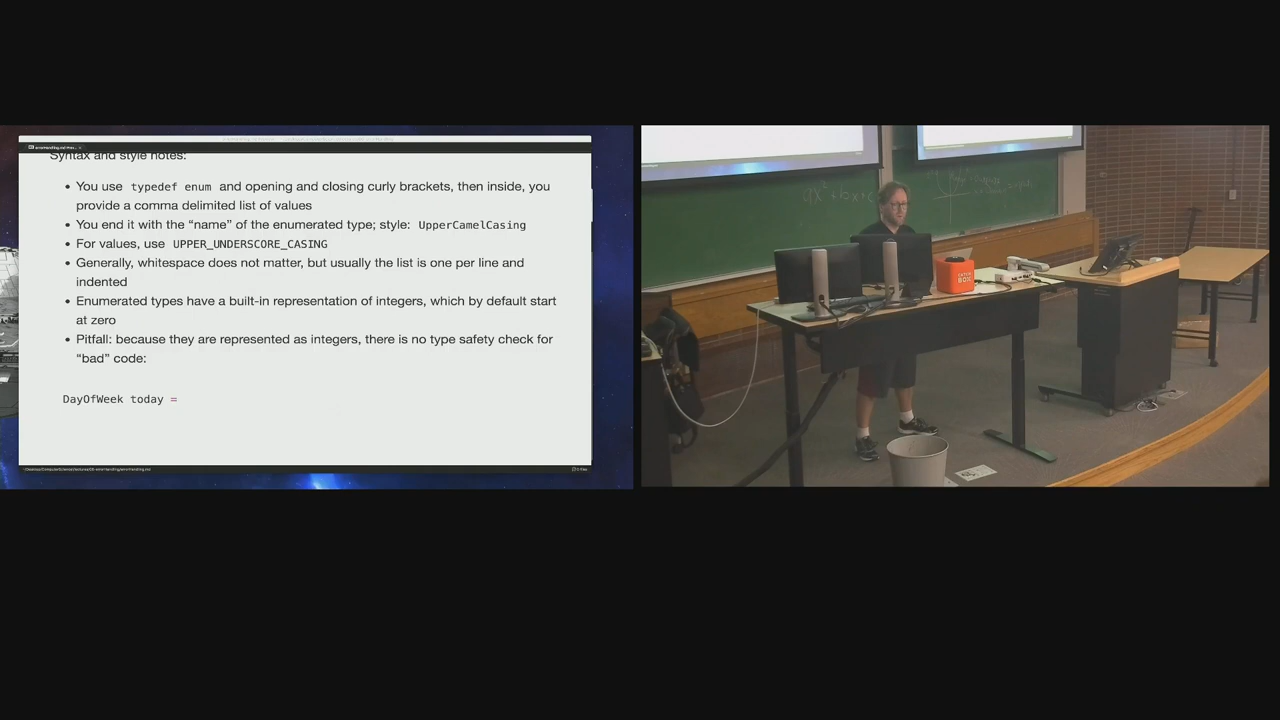 Syntax and style notes:
• You use typedef enum and opening and closing curly brackets, then inside, you
provide a comma delimited list of values
• You end it with the “name” of the enumerated type; style: UpperCamelCasing
• For values, use UPPER_UNDERSCORE_CASING
• Generally, whitespace does not matter, but usually the list is one per line and
indented
• Enumerated types have a built-in representation of integers, which by default start
at zero
• Pitfall: because they are represented as integers, there is no type safety check for
“bad” code:
DayOfWeek today =